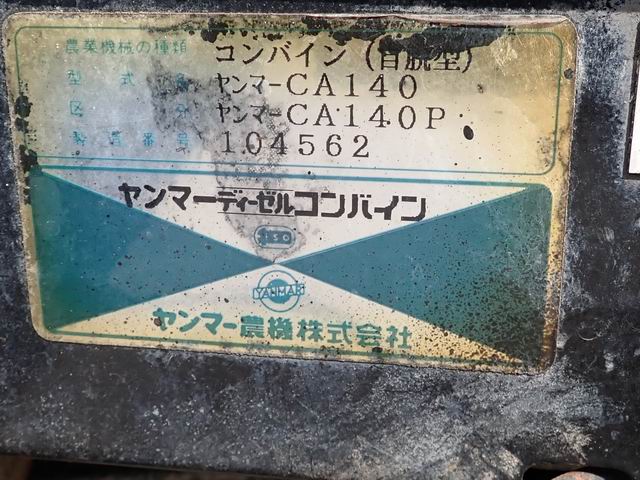 農業機械の種類 コンバイン(自脱型)
型式名 ヤンマーCA140
区分 ヤンマーCA140P
製造番号 104562
ヤンマーディーゼルコンバイン
ISO
YANMAR
ヤンマー農機株式会社